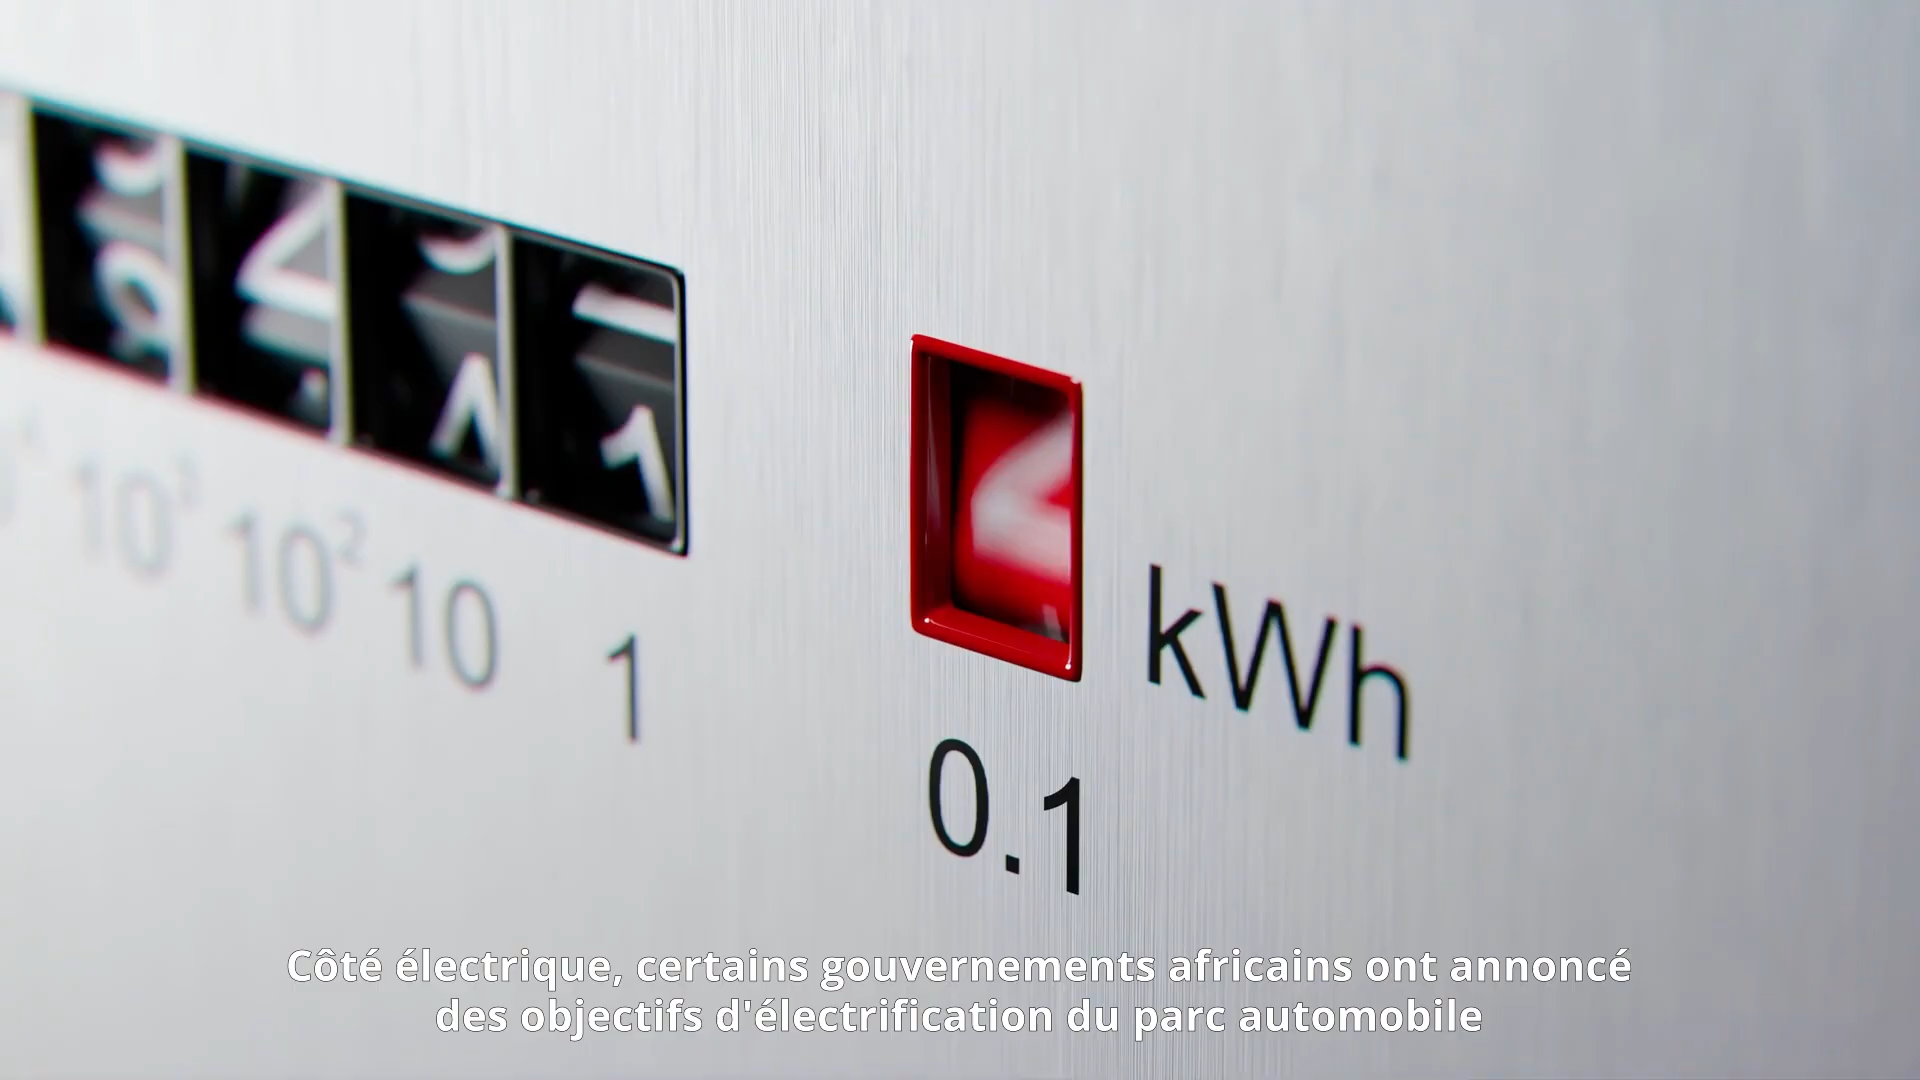 10³ 10² 10 1
0.1
kWh
Côté électrique, certains gouvernements africains ont annoncé
des objectifs d'électrification du parc automobile